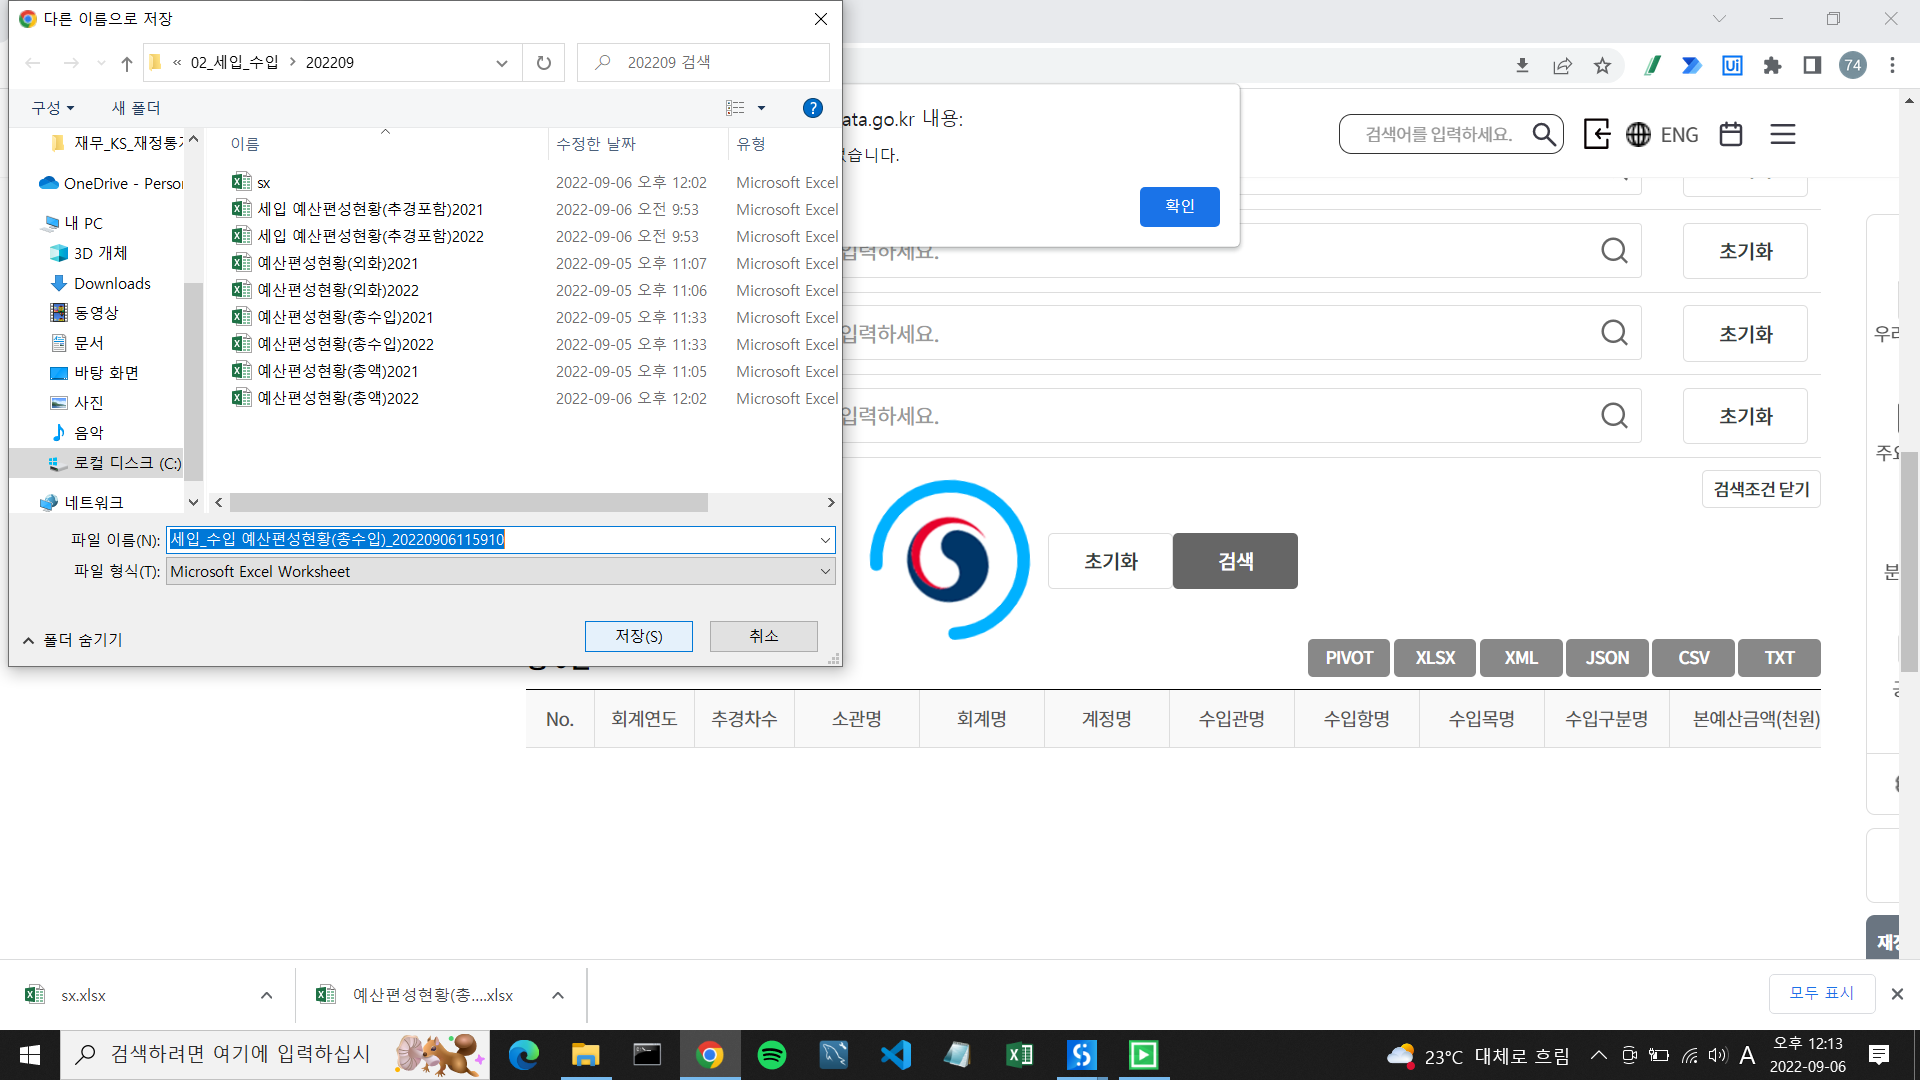 다른 이름으로 저장
« 02_세입_수입 > 202209
202209 검색
구성
새 폴더
재무_KS_재정통
OneDrive - Person
내 PC
3D 개체
Downloads
동영상
문서
바탕 화면
사진
음악
로컬 디스크 (C:)
네트워크
이름 수정한 날짜 유형
sx 2022-09-06 오후 12:02 Microsoft Excel
세입 예산편성현황(추경포함)2021 2022-09-06 오전 9:53 Microsoft Excel
세입 예산편성현황(추경포함)2022 2022-09-06 오전 9:53 Microsoft Excel
예산편성현황(외화)2021 2022-09-05 오후 11:07 Microsoft Excel
예산편성현황(외화)2022 2022-09-05 오후 11:06 Microsoft Excel
예산편성현황(총수입)2021 2022-09-05 오후 11:33 Microsoft Excel
예산편성현황(총수입)2022 2022-09-05 오후 11:33 Microsoft Excel
예산편성현황(총액)2021 2022-09-05 오후 11:05 Microsoft Excel
예산편성현황(총액)2022 2022-09-06 오후 12:02 Microsoft Excel
파일 이름(N): 세입_수입 예산편성현황(총수입)_20220906115910
파일 형식(T): Microsoft Excel Worksheet
폴더 숨기기
저장(S) 취소
74
ata.go.kr 내용:
습니다.
확인
검색어를 입력하세요.
ENG
입력하세요. 초기화
입력하세요. 초기화
입력하세요. 초기화
검색조건 닫기
초기화 검색
PIVOT XLSX XML JSON CSV TXT
No. 회계연도 추경차수 소관명 회계명 계정명 수입관명 수입항명 수입목명 수입구분명 본예산금액(천원)
우리
주요
분
sx.xlsx
예산편성현황(총....xlsx
모두 표시
검색하려면 여기에 입력하십시
23°C 대체로 흐림
A
오후 12:13
2022-09-06